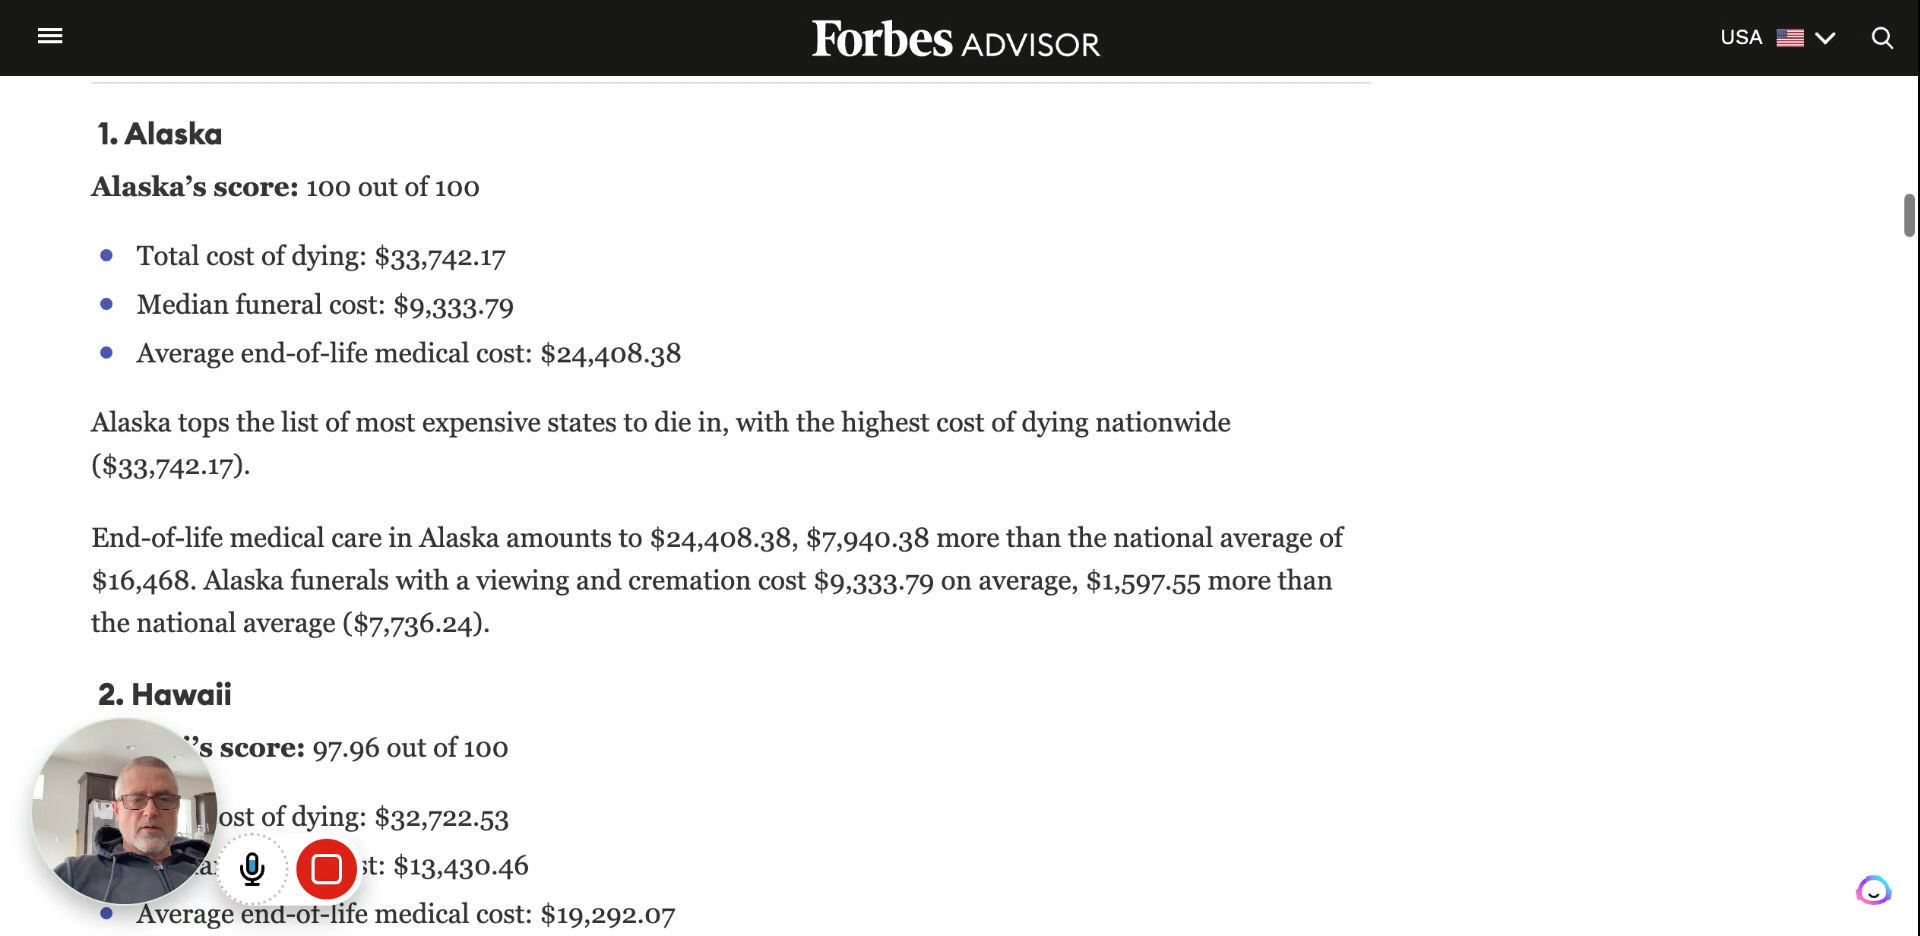 Forbes ADVISOR
USA
1. Alaska
Alaska’s score: 100 out of 100
Total cost of dying: $33,742.17
Median funeral cost: $9,333.79
Average end-of-life medical cost: $24,408.38
Alaska tops the list of most expensive states to die in, with the highest cost of dying nationwide
($33,742.17).
End-of-life medical care in Alaska amounts to $24,408.38, $7,940.38 more than the national average of
$16,468. Alaska funerals with a viewing and cremation cost $9,333.79 on average, $1,597.55 more than
the national average ($7,736.24).
2. Hawaii
score: 97.96 out of 100
of dying: $32,722.53
$13,430.46
Average end-of-life medical cost: $19,292.07